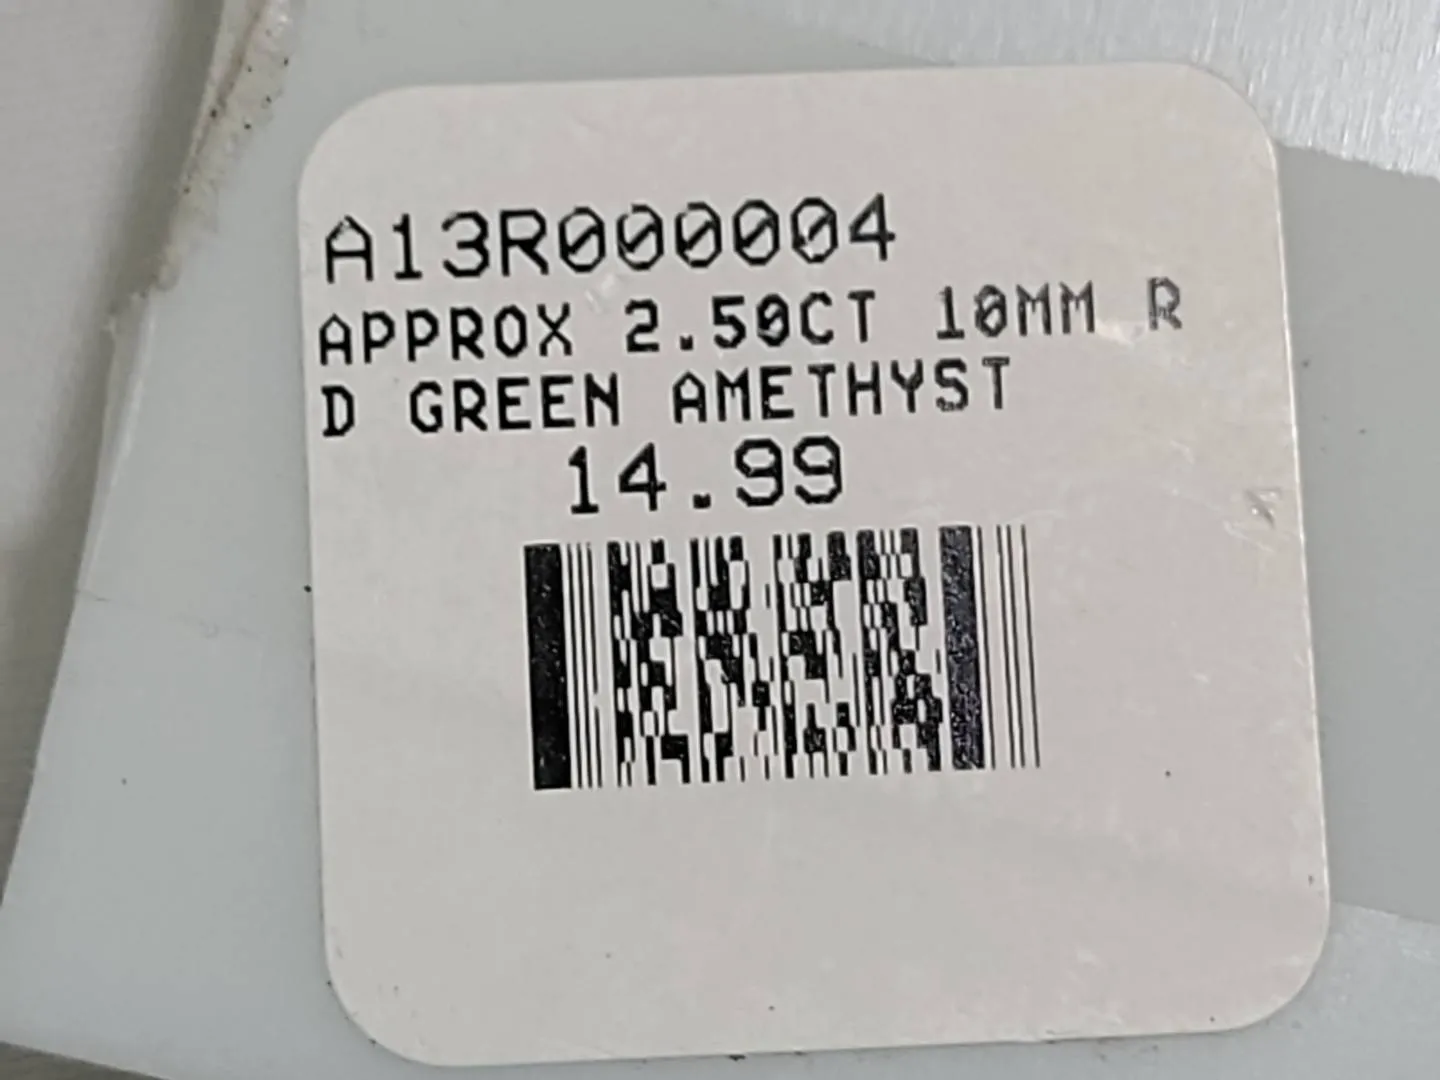 A13R000004
APPROX 2.50CT 10MM R
D GREEN AMETHYST
14.99